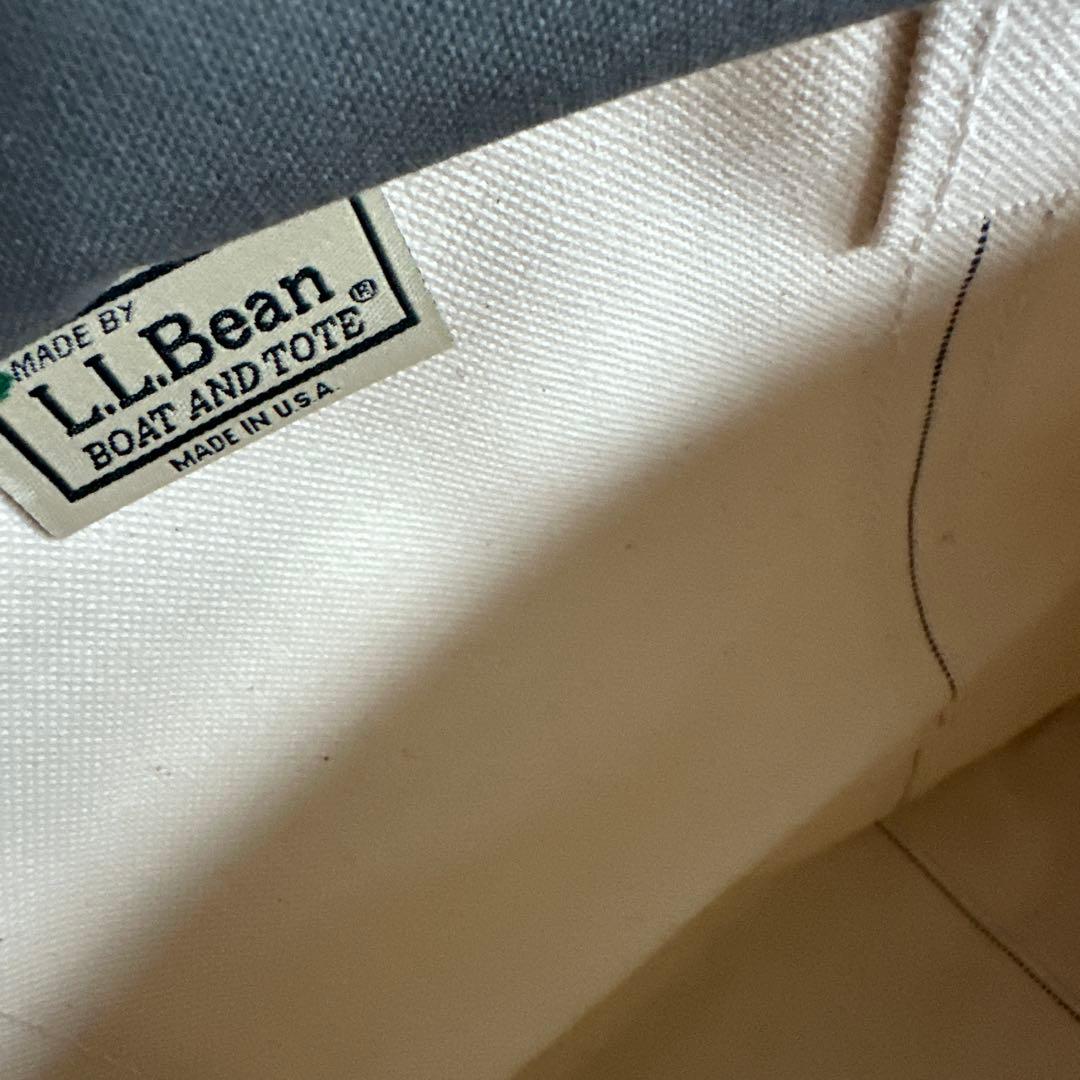 MADE BY
L.L.Bean
BOAT AND TOTE®
MADE IN U.S.A.